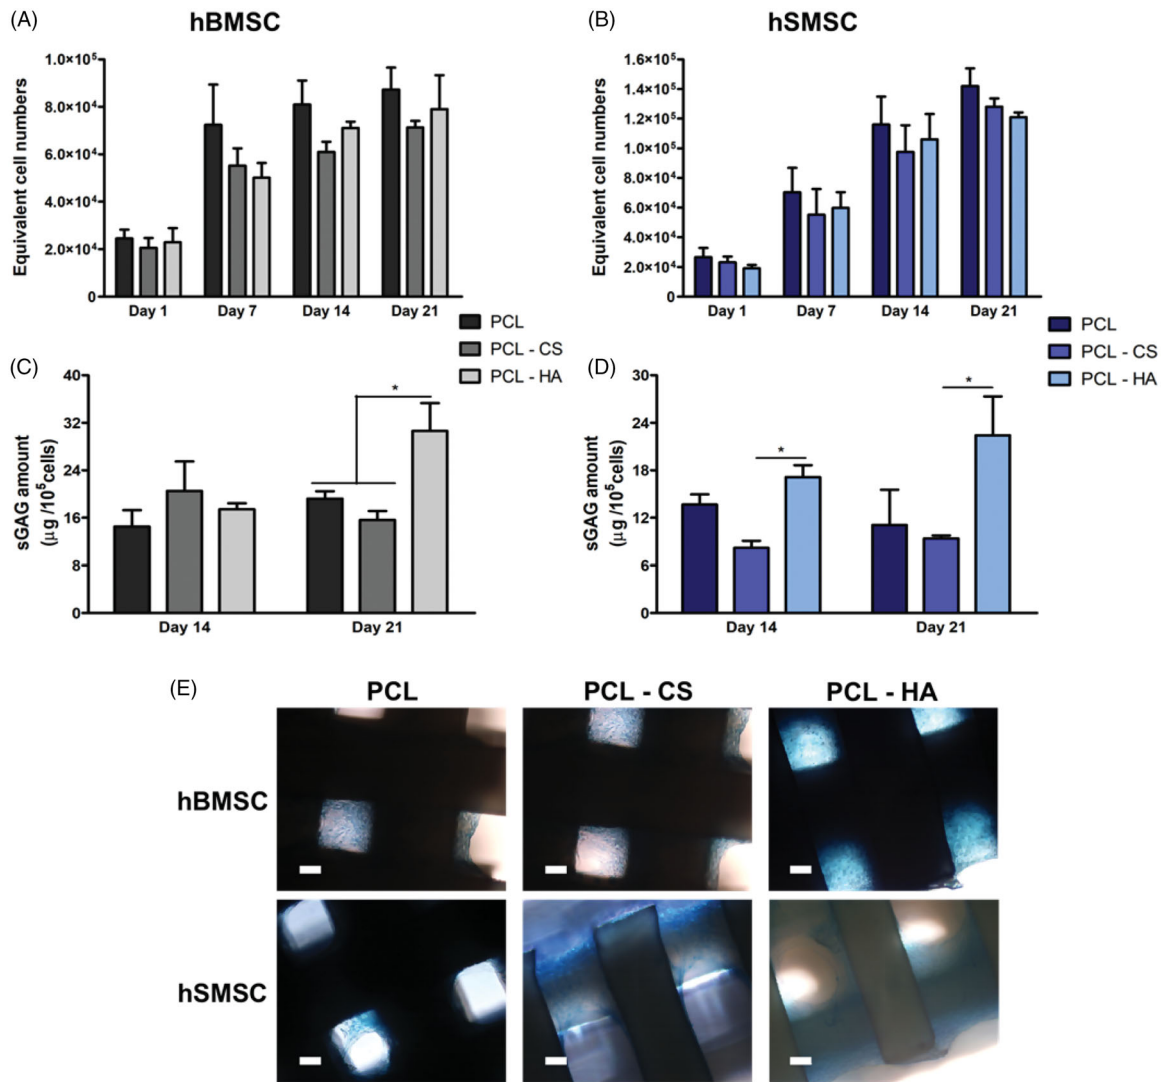 (A)
hBMSC
Equivalent cell numbers
1.0×10⁵
8.0×10⁴
6.0×10⁴
4.0×10⁴
2.0×10⁴
0
Day 1 Day 7 Day 14 Day 21
(B)
hSMSC
Equivalent cell numbers
1.6×10⁵
1.4×10⁵
1.2×10⁵
1.0×10⁵
8.0×10⁴
6.0×10⁴
4.0×10⁴
2.0×10⁴
0
Day 1 Day 7 Day 14 Day 21
PCL
PCL - CS
PCL - HA
PCL
PCL - CS
PCL - HA
(C)
sGAG amount
(µg /10⁵cells)
40
32
24
16
8
0
*
Day 14 Day 21
(D)
sGAG amount
(µg /10⁵cells)
30
24
18
12
6
0
*
*
Day 14 Day 21
(E)
PCL PCL - CS PCL - HA
hBMSC
hSMSC